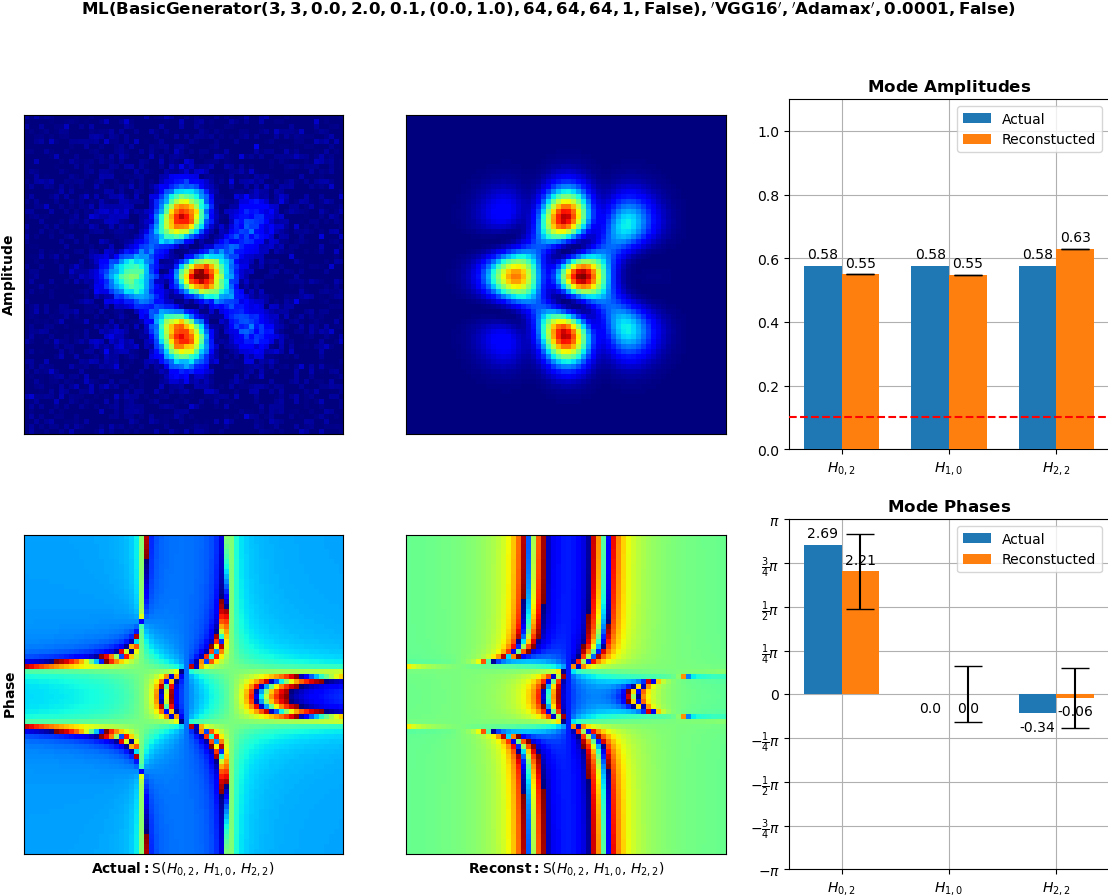 ML(BasicGenerator(3, 3, 0.0, 2.0, 0.1, (0.0, 1.0), 64, 64, 64, 1, False), 'VGG16', 'Adamax', 0.0001, False)
Amplitude
Mode Amplitudes
Actual
Reconstucted
1.0
0.8
0.6
0.4
0.2
0.0
0.58
0.55
0.58
0.55
0.58
0.63
H0, 2
H1, 0
H2, 2
Phase
Actual: S(H0, 2, H1, 0, H2, 2)
Reconst: S(H0, 2, H1, 0, H2, 2)
Mode Phases
Actual
Reconstucted
π
3/4π
1/2π
1/4π
0
−1/4π
−1/2π
−3/4π
−π
2.69
2.21
0.0
0.0
-0.34
-0.06
H0, 2
H1, 0
H2, 2